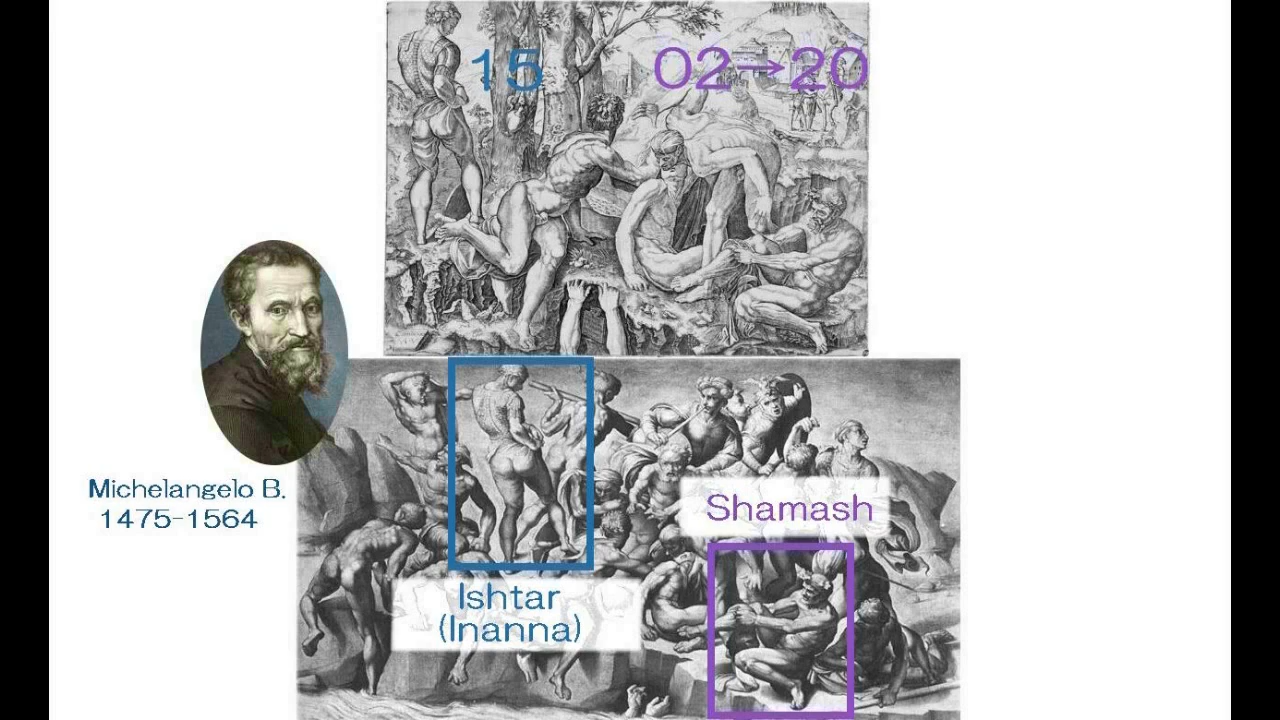 15
02→20
Michelangelo B.
1475-1564
Shamash
Ishtar
(Inanna)